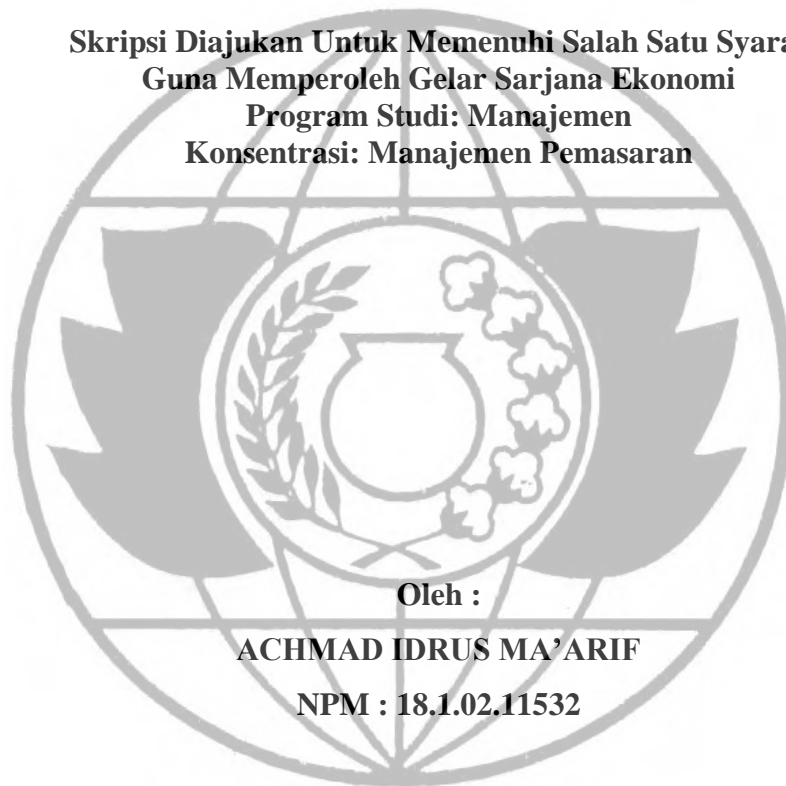 Skripsi Diajukan Untuk Memenuhi Salah Satu Syara
Guna Memperoleh Gelar Sarjana Ekonomi
Program Studi: Manajemen
Konsentrasi: Manajemen Pemasaran
Oleh :
ACHMAD IDRUS MA’ARIF
NPM : 18.1.02.11532